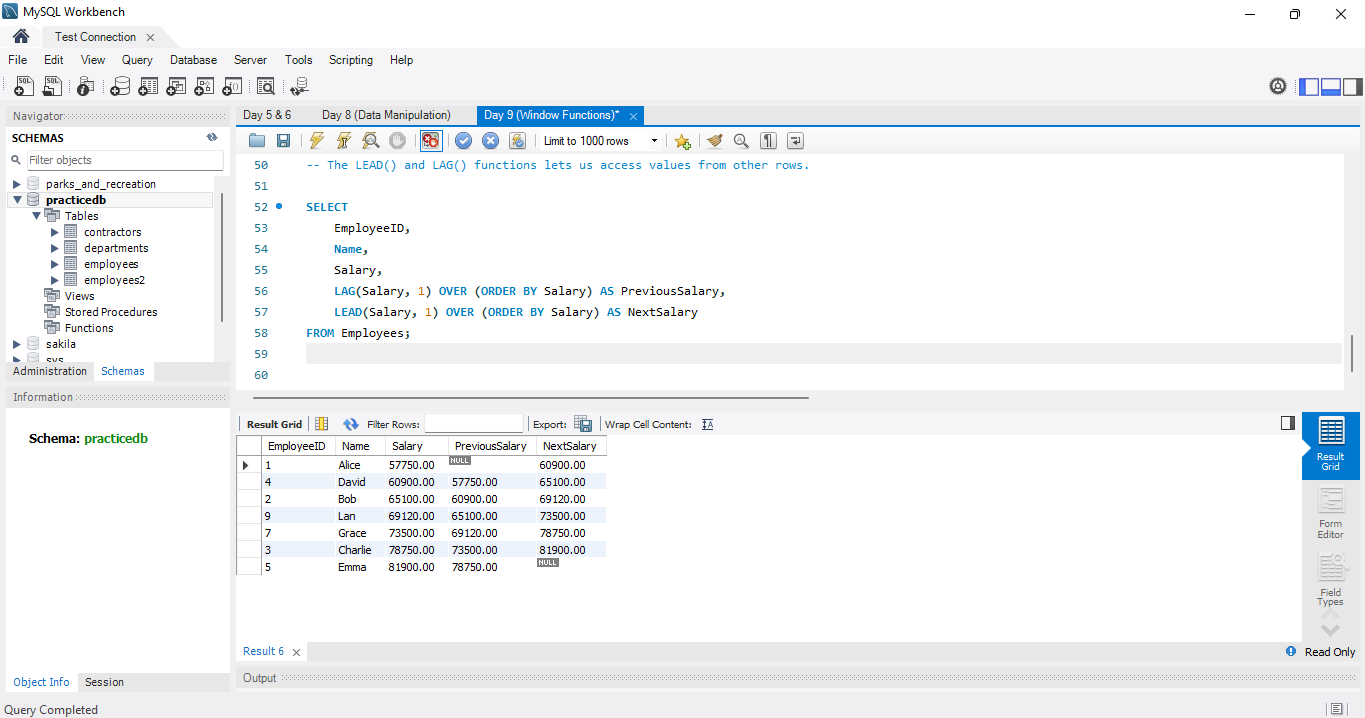 MySQL Workbench
Test Connection
File Edit View Query Database Server Tools Scripting Help
Navigator
SCHEMAS
Filter objects
parks_and_recreation
practicedb
Tables
contractors
departments
employees
employees2
Views
Stored Procedures
Functions
sakila
sys
Administration Schemas
Information
Schema: practicedb
Object Info Session
Day 5 & 6 Day 8 (Data Manipulation) Day 9 (Window Functions)*
Limit to 1000 rows
50 -- The LEAD() and LAG() functions lets us access values from other rows.
51
52 SELECT
53 EmployeeID,
54 Name,
55 Salary,
56 LAG(Salary, 1) OVER (ORDER BY Salary) AS PreviousSalary,
57 LEAD(Salary, 1) OVER (ORDER BY Salary) AS NextSalary
58 FROM Employees;
59
60
Result Grid Filter Rows: Export: Wrap Cell Content:
EmployeeID Name Salary PreviousSalary NextSalary
1 Alice 57750.00 NULL 60900.00
4 David 60900.00 57750.00 65100.00
2 Bob 65100.00 60900.00 69120.00
9 Lan 69120.00 65100.00 73500.00
7 Grace 73500.00 69120.00 78750.00
3 Charlie 78750.00 73500.00 81900.00
5 Emma 81900.00 78750.00 NULL
Result
Grid
Form
Editor
Field
Types
Result 6
Read Only
Output
Query Completed